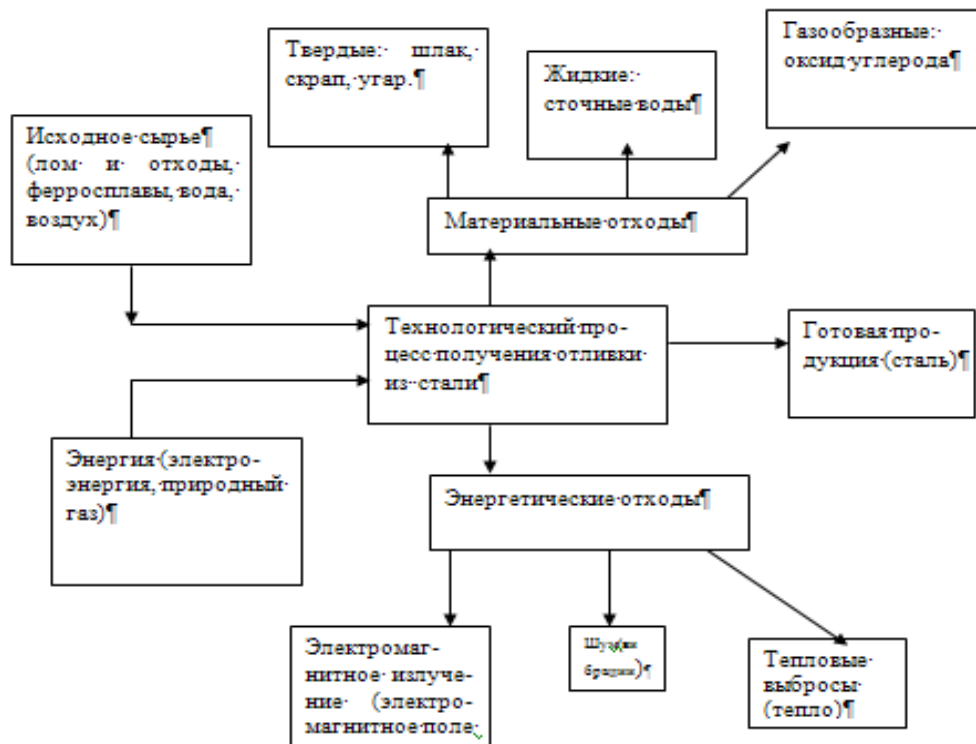 Твердые: шлак,
скрап, угар.¶
Жидкие:
сточные воды¶
Газообразные:
оксид углерода¶
Исходное сырье¶
(лом и отходы,
ферросплавы, вода,
воздух)¶
Материальные отходы¶
Технологический про-
цесс получения отливки
из стали¶
Готовая про-
дукция (сталь)¶
Энергия (электро-
энергия, природный
газ)¶
Энергетические отходы¶
Электромаг-
нитное излуче-
ние (электро-
магнитное поле
брации)¶
Тепловые
выбросы
(тепло)¶